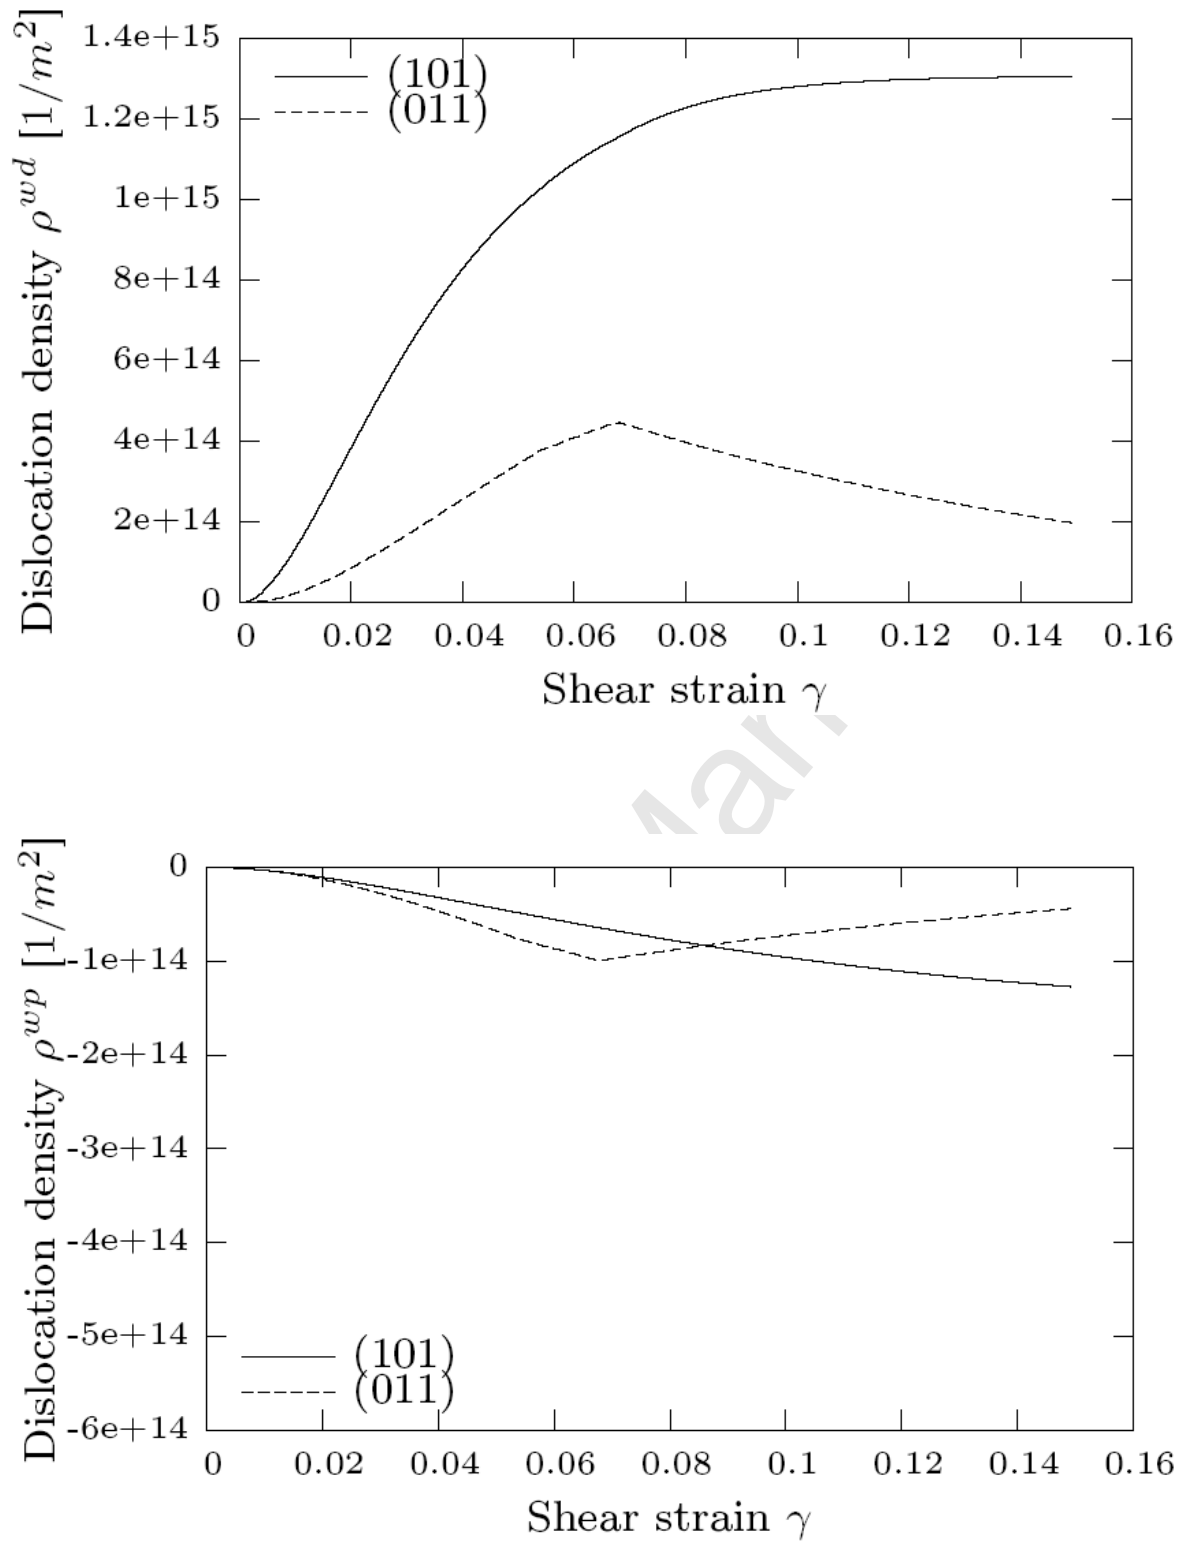 Dislocation density ρ^{wd} [1/m^2]
1.4e+15
1.2e+15
1e+15
8e+14
6e+14
4e+14
2e+14
0
(101)
(011)
0 0.02 0.04 0.06 0.08 0.1 0.12 0.14 0.16
Shear strain γ
Man
Dislocation density ρ^{wp} [1/m^2]
0
-1e+14
-2e+14
-3e+14
-4e+14
-5e+14
-6e+14
(101)
(011)
0 0.02 0.04 0.06 0.08 0.1 0.12 0.14 0.16
Shear strain γ